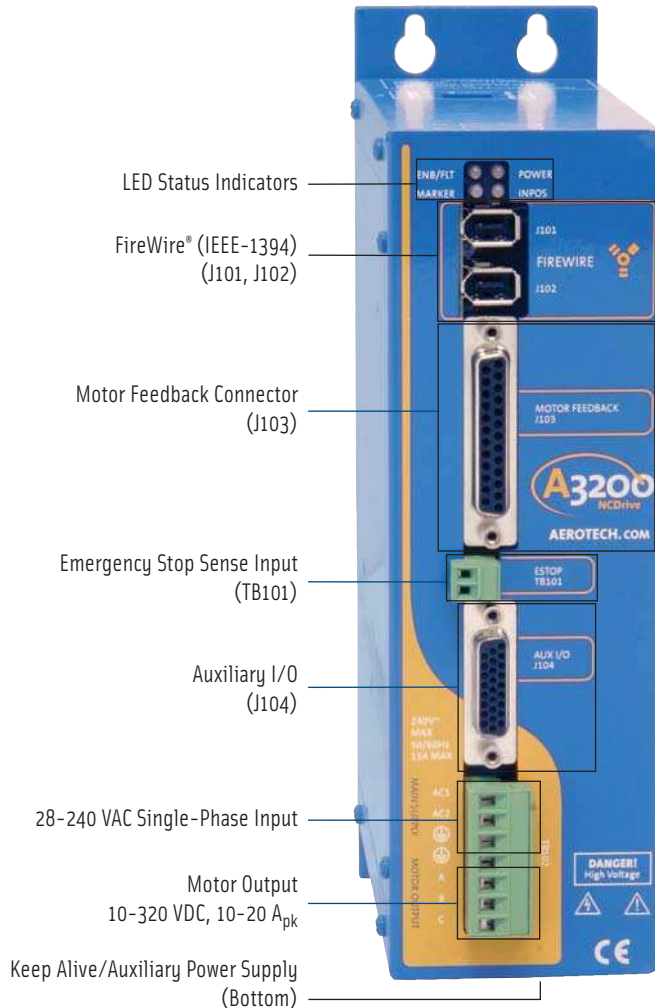 LED Status Indicators
FireWire® (IEEE-1394)
(J101, J102)
Motor Feedback Connector
(J103)
Emergency Stop Sense Input
(TB101)
Auxiliary I/O
(J104)
28-240 VAC Single-Phase Input
Motor Output
10-320 VDC, 10-20 Apk
Keep Alive/Auxiliary Power Supply
(Bottom)
ENB/FLT POWER
MARKER INPOS
J101
FIREWIRE
J102
MOTOR FEEDBACK
J103
A3200
NCDrive
AEROTECH.COM
ESTOP
TB101
AUX I/O
J104
240V~
MAX
50/60Hz
15A MAX
MAIN SUPPLY
AC1
AC2
MOTOR OUTPUT
A
B
C
TB102
DANGER!
High Voltage
CE